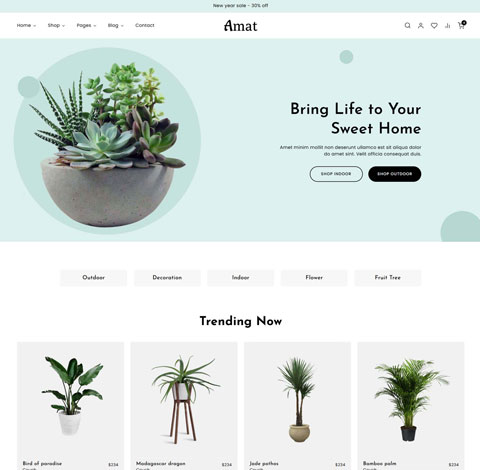 New year sale - 30% off
Home Shop Pages Blog Contact
Amat
0
Bring Life to Your
Sweet Home
Amet minim mollit non deserunt ullamco est sit aliqua dolor
do amet sint. Velit officia consequat duis.
SHOP INDOOR SHOP OUTDOOR
Outdoor Decoration Indoor Flower Fruit Tree
Trending Now
Bird of paradise $234 Madagascar dragon $234 Jade pothos $234 Bamboo palm $234